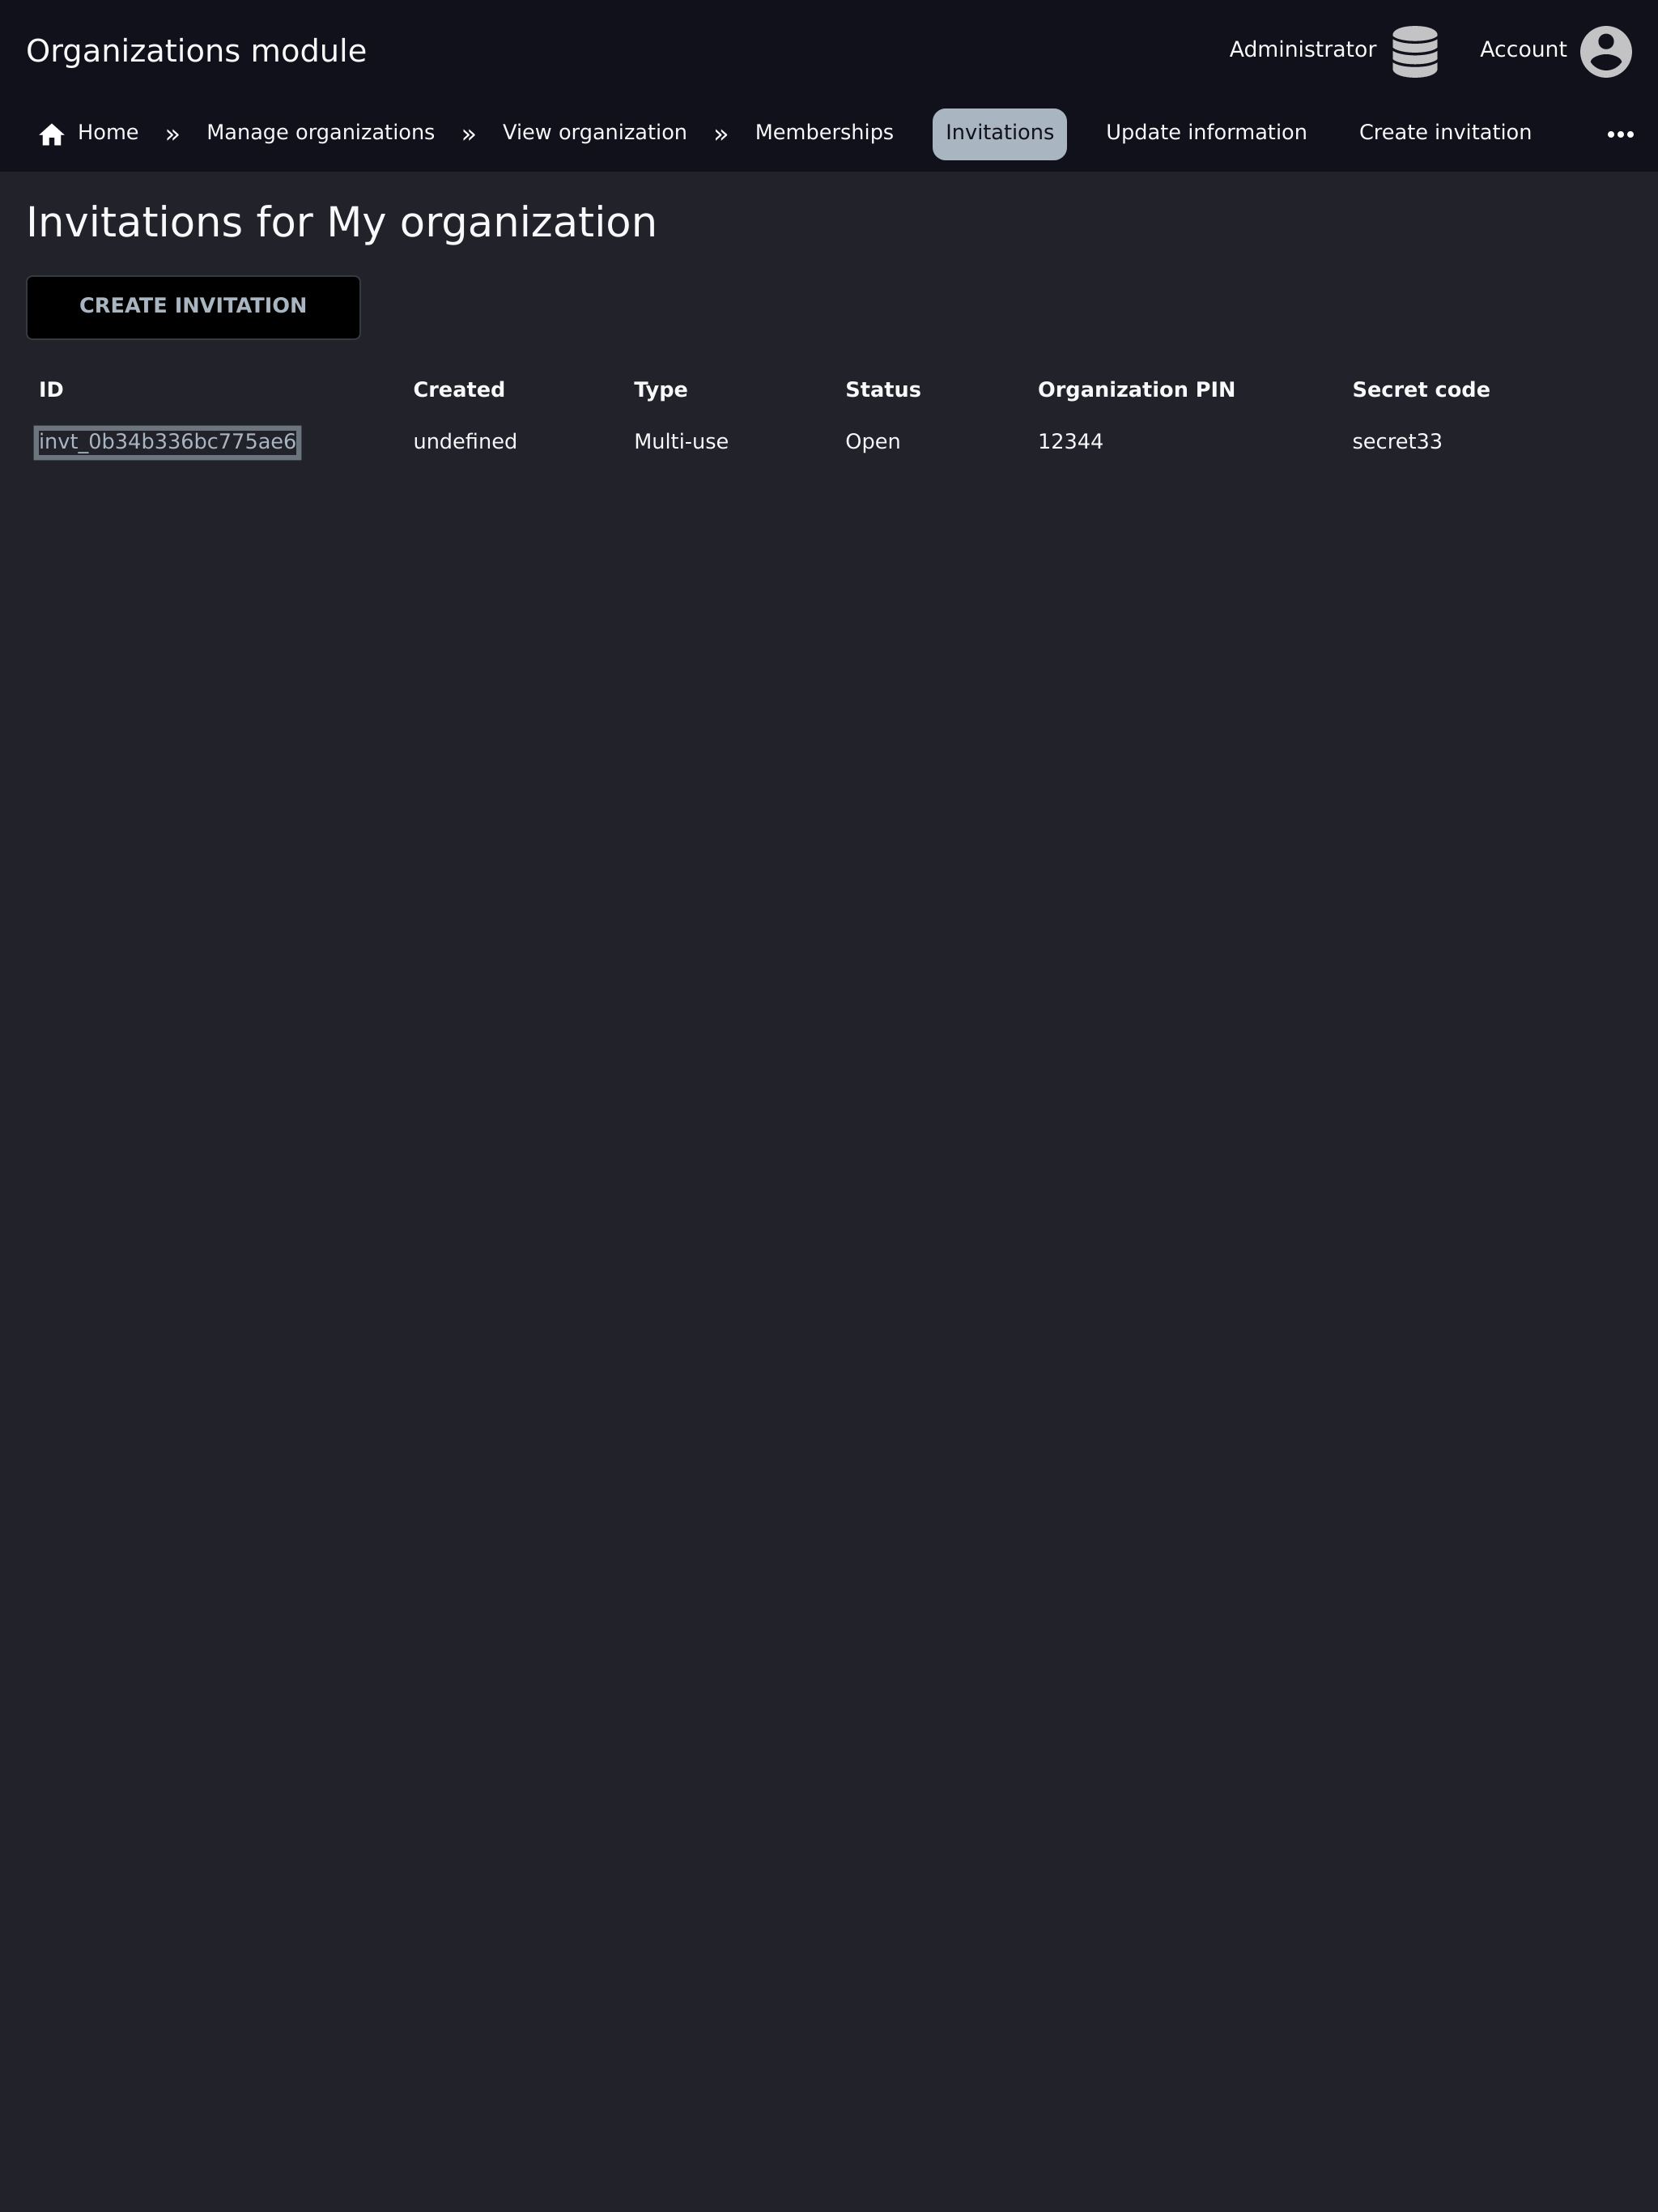 Organizations module
Administrator
Account
Home » Manage organizations » View organization » Memberships Invitations Update information Create invitation •••
Invitations for My organization
CREATE INVITATION
ID Created Type Status Organization PIN Secret code
invt_0b34b336bc775ae6 undefined Multi-use Open 12344 secret33